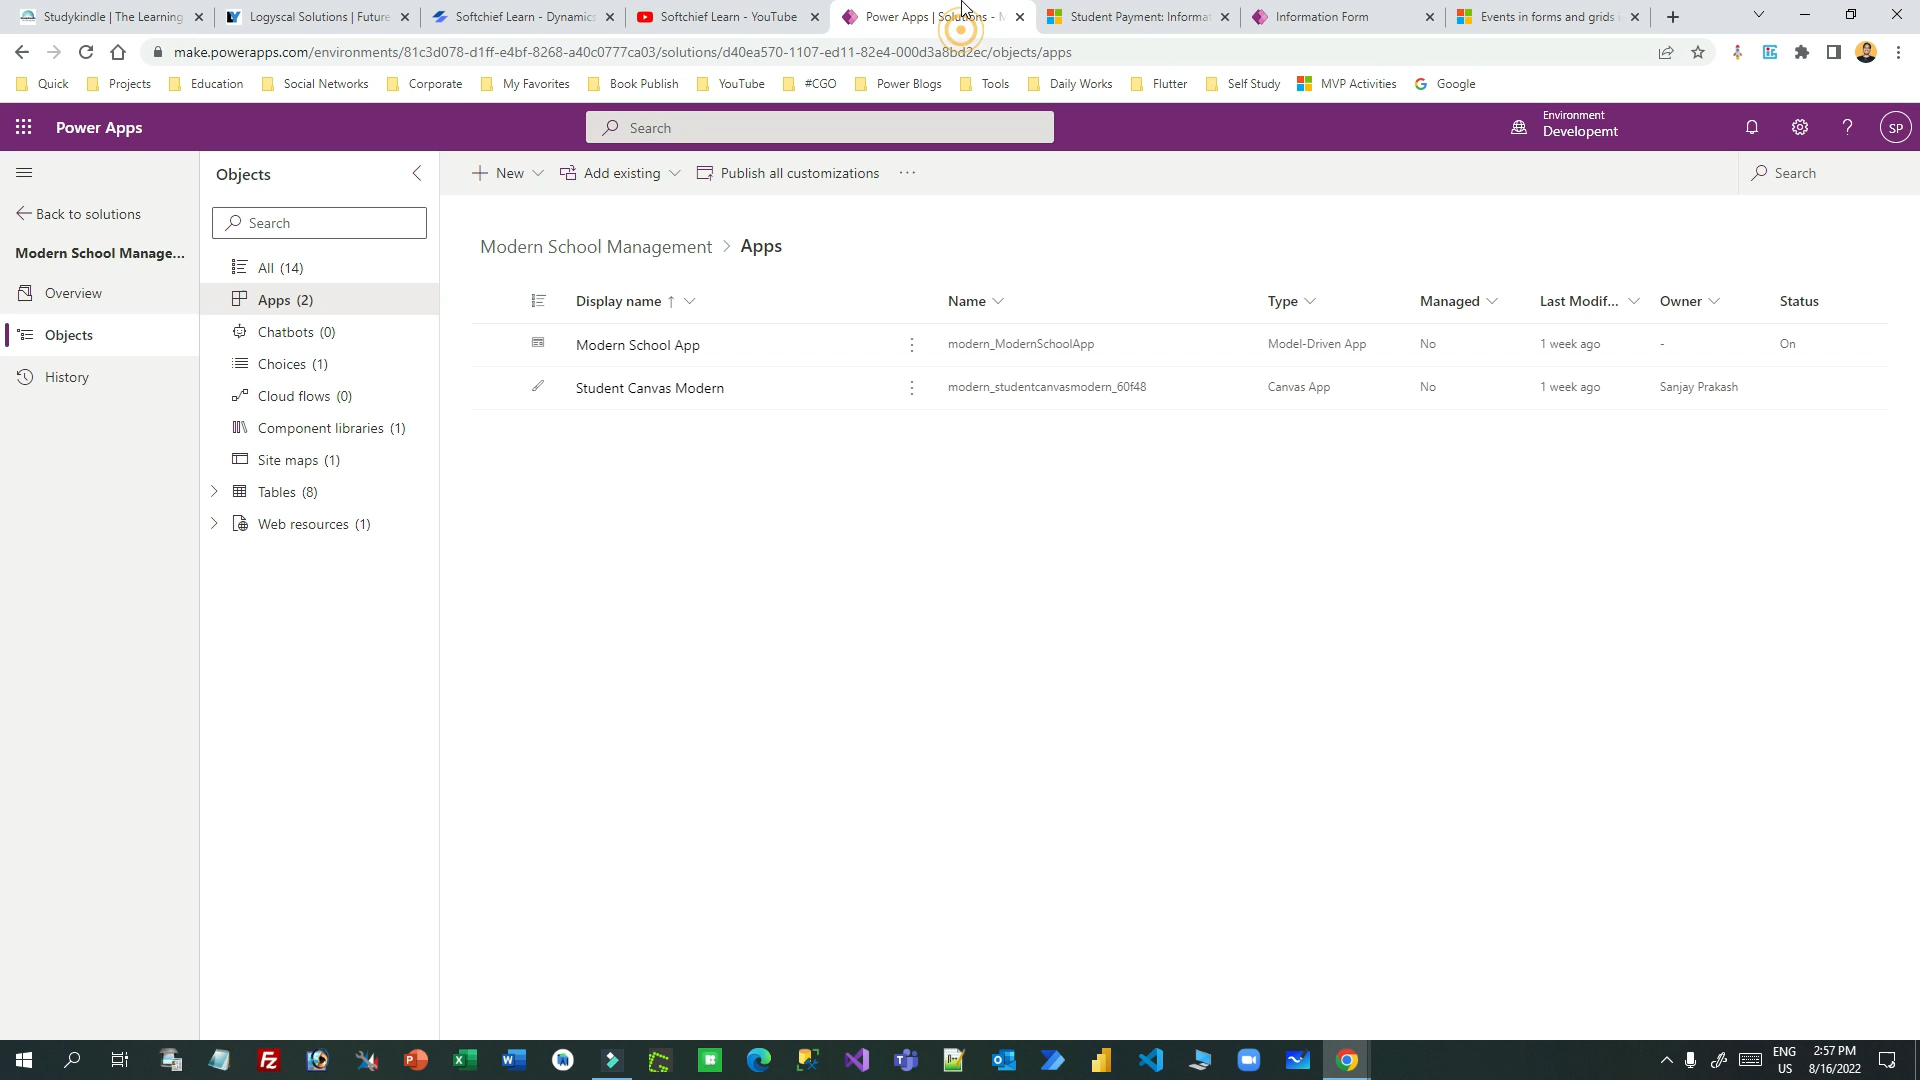 Studykindle | The Learning
Logyscal Solutions | Future
Softchief Learn - Dynamics
Softchief Learn - YouTube
Power Apps | Solutions - M
Student Payment: Informat
Information Form
Events in forms and grids i
make.powerapps.com/environments/81c3d078-d1ff-e4bf-8268-a40c0777ca03/solutions/d40ea570-1107-ed11-82e4-000d3a8bd2ec/objects/apps
Quick Projects Education Social Networks Corporate My Favorites Book Publish YouTube #CGO Power Blogs Tools Daily Works Flutter Self Study MVP Activities Google
Power Apps
Search
Environment
Developemt
SP
Objects
New Add existing Publish all customizations ...
Search
Back to solutions
Search
Modern School Manage...
Overview
Objects
History
All (14)
Apps (2)
Chatbots (0)
Choices (1)
Cloud flows (0)
Component libraries (1)
Site maps (1)
Tables (8)
Web resources (1)
Modern School Management > Apps
Display name ↑ Name Type Managed Last Modif... Owner Status
Modern School App modern_ModernSchoolApp Model-Driven App No 1 week ago - On
Student Canvas Modern modern_studentcanvasmodern_60f48 Canvas App No 1 week ago Sanjay Prakash
ENG
US
2:57 PM
8/16/2022